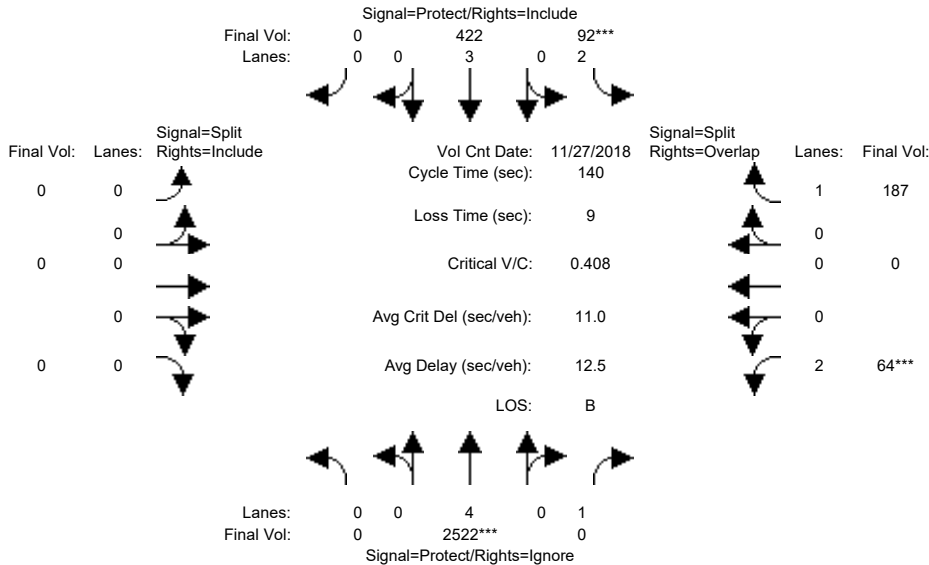 Signal=Protect/Rights=Include
Final Vol: 0 422 92***
Lanes: 0 0 3 0 2
Signal=Split Signal=Split
Final Vol: Lanes: Rights=Include Vol Cnt Date: 11/27/2018 Rights=Overlap Lanes: Final Vol:
Cycle Time (sec): 140
0 0 1 187
Loss Time (sec): 9
0 0
0 0 Critical V/C: 0.408 0 0
0 Avg Crit Del (sec/veh): 11.0 0
0 0 Avg Delay (sec/veh): 12.5 2 64***
LOS: B
Lanes: 0 0 4 0 1
Final Vol: 0 2522*** 0
Signal=Protect/Rights=Ignore